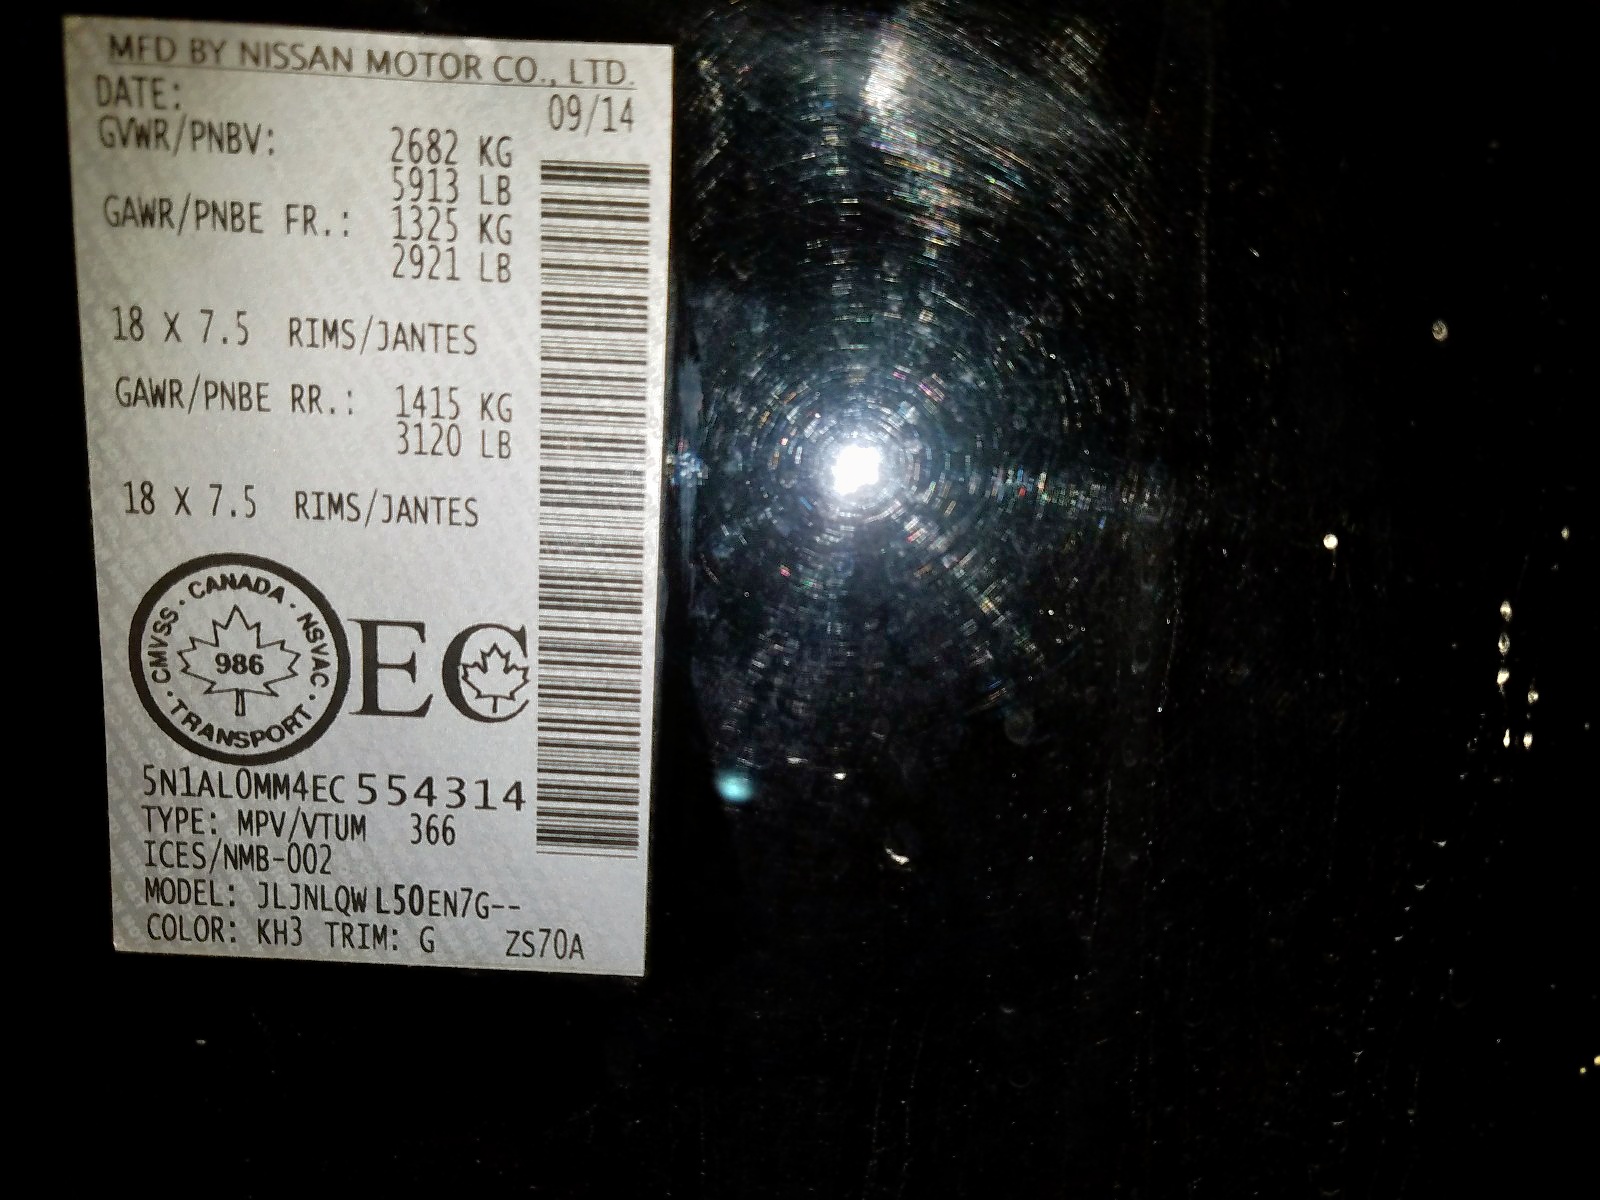 MFD BY NISSAN MOTOR CO., LTD.
DATE: 09/14
GVWR/PNBV: 2682 KG
5913 LB
GAWR/PNBE FR.: 1325 KG
2921 LB
18 X 7.5 RIMS/JANTES
GAWR/PNBE RR.: 1415 KG
3120 LB
18 X 7.5 RIMS/JANTES
CMVSS · CANADA · NSVAC · TRANSPORT ·
986
EC
5N1AL0MM4EC554314
TYPE: MPV/VTUM 366
ICES/NMB-002
MODEL: JLJNLQWL50EN7G--
COLOR: KH3 TRIM: G ZS70A